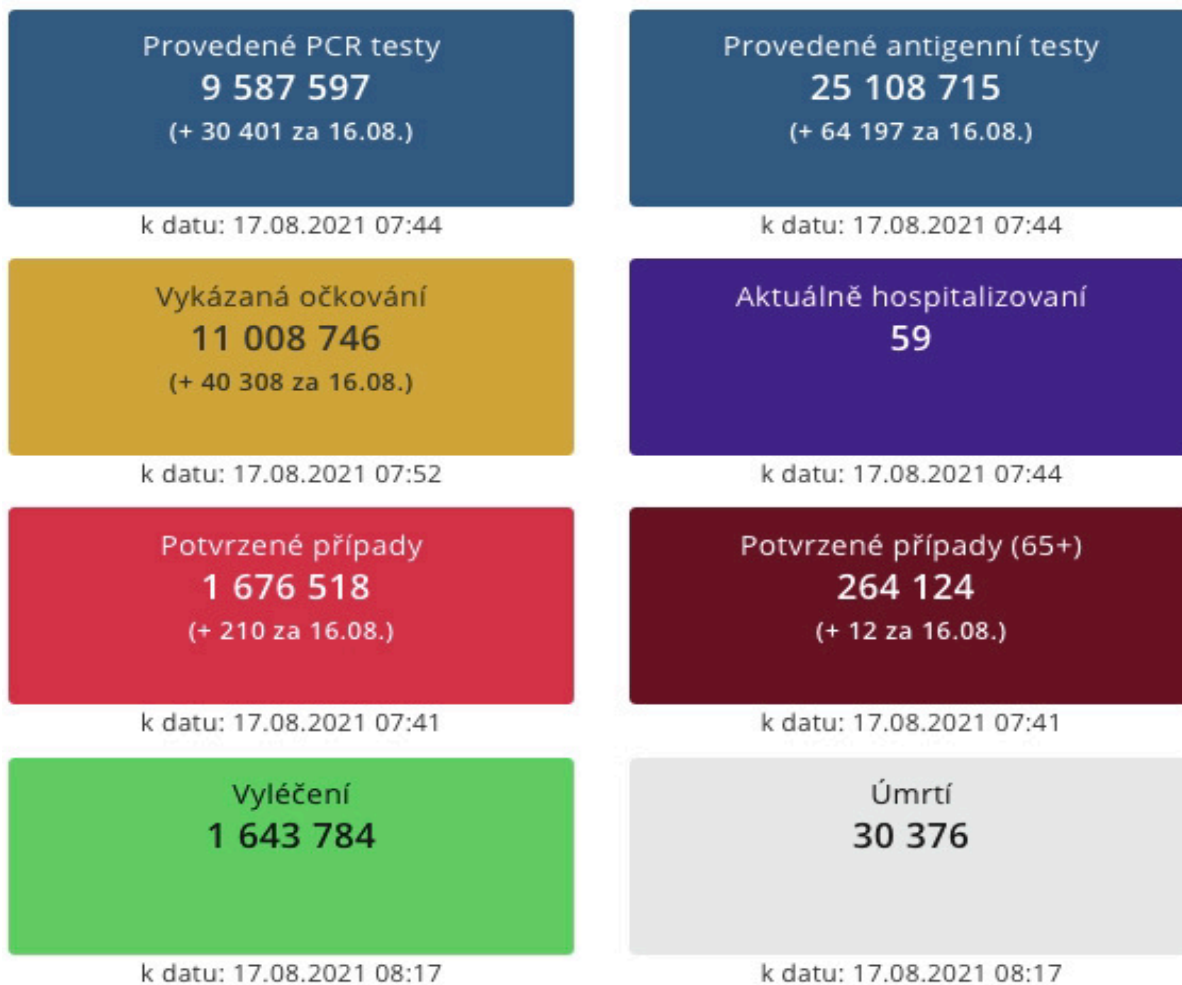 Provedené PCR testy
9 587 597
(+ 30 401 za 16.08.)
k datu: 17.08.2021 07:44
Provedené antigenní testy
25 108 715
(+ 64 197 za 16.08.)
k datu: 17.08.2021 07:44
Vykázaná očkování
11 008 746
(+ 40 308 za 16.08.)
k datu: 17.08.2021 07:52
Aktuálně hospitalizovaní
59
k datu: 17.08.2021 07:44
Potvrzené případy
1 676 518
(+ 210 za 16.08.)
k datu: 17.08.2021 07:41
Potvrzené případy (65+)
264 124
(+ 12 za 16.08.)
k datu: 17.08.2021 07:41
Vyléčení
1 643 784
k datu: 17.08.2021 08:17
Úmrtí
30 376
k datu: 17.08.2021 08:17